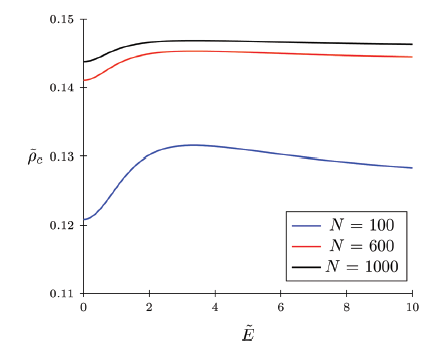 0.15
0.14
0.13
ρ̃c
0.12
0.11
0
2
4
6
8
10
Ẽ
N = 100
N = 600
N = 1000